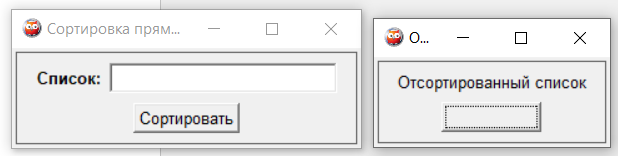 Сортировка прям...
Список:
Сортировать
О...
Отсортированный список